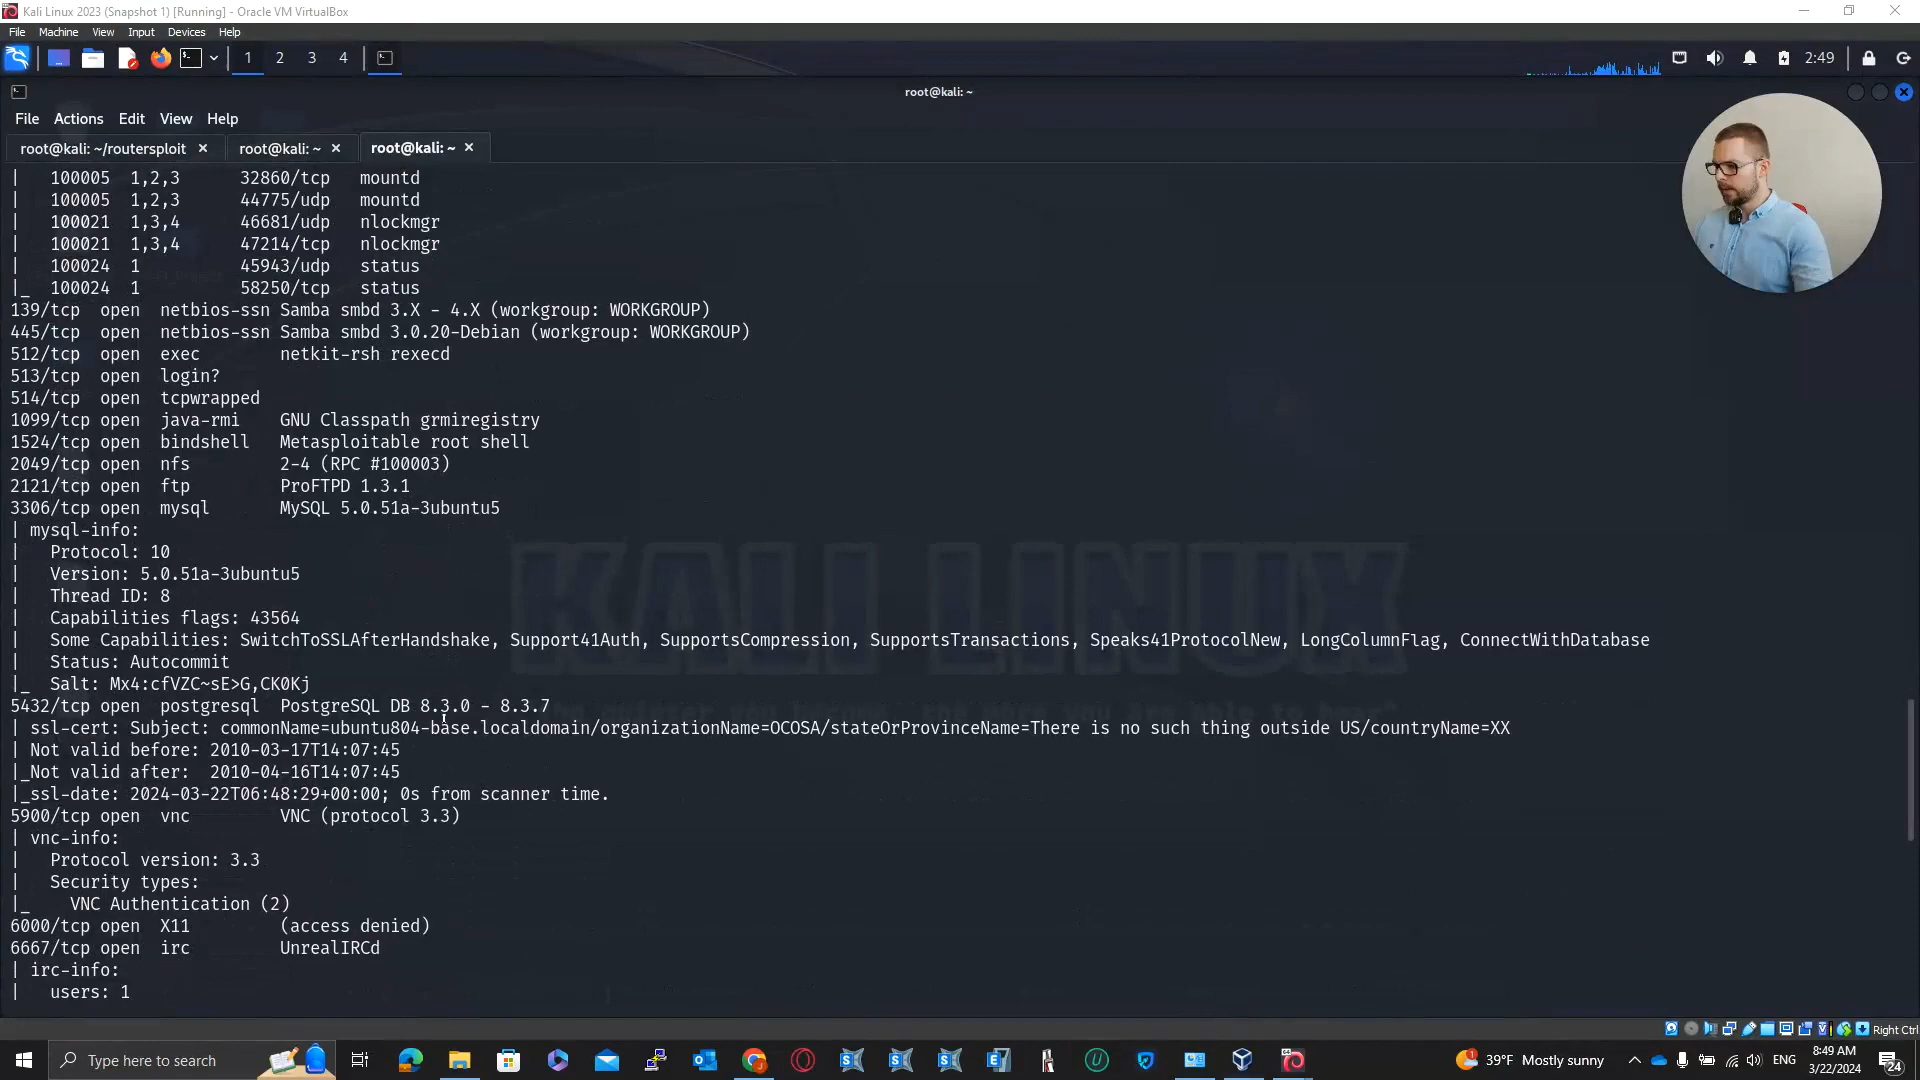 Kali Linux 2023 (Snapshot 1) [Running] - Oracle VM VirtualBox
File Machine View Input Devices Help
1 2 3 4 2:49
root@kali: ~
File Actions Edit View Help
root@kali: ~/routersploit × root@kali: ~ × root@kali: ~ ×
| 100005 1,2,3 32860/tcp mountd
| 100005 1,2,3 44775/udp mountd
| 100021 1,3,4 46681/udp nlockmgr
| 100021 1,3,4 47214/tcp nlockmgr
| 100024 1 45943/udp status
|_ 100024 1 58250/tcp status
139/tcp open netbios-ssn Samba smbd 3.X - 4.X (workgroup: WORKGROUP)
445/tcp open netbios-ssn Samba smbd 3.0.20-Debian (workgroup: WORKGROUP)
512/tcp open exec netkit-rsh rexecd
513/tcp open login?
514/tcp open tcpwrapped
1099/tcp open java-rmi GNU Classpath grmiregistry
1524/tcp open bindshell Metasploitable root shell
2049/tcp open nfs 2-4 (RPC #100003)
2121/tcp open ftp ProFTPD 1.3.1
3306/tcp open mysql MySQL 5.0.51a-3ubuntu5
| mysql-info:
| Protocol: 10
| Version: 5.0.51a-3ubuntu5
| Thread ID: 8
| Capabilities flags: 43564
| Some Capabilities: SwitchToSSLAfterHandshake, Support41Auth, SupportsCompression, SupportsTransactions, Speaks41ProtocolNew, LongColumnFlag, ConnectWithDatabase
| Status: Autocommit
|_ Salt: Mx4:cfVZC~sE>G,CK0Kj
5432/tcp open postgresql PostgreSQL DB 8.3.0 - 8.3.7
| ssl-cert: Subject: commonName=ubuntu804-base.localdomain/organizationName=OCOSA/stateOrProvinceName=There is no such thing outside US/countryName=XX
| Not valid before: 2010-03-17T14:07:45
|_Not valid after: 2010-04-16T14:07:45
|_ssl-date: 2024-03-22T06:48:29+00:00; 0s from scanner time.
5900/tcp open vnc VNC (protocol 3.3)
| vnc-info:
| Protocol version: 3.3
| Security types:
|_ VNC Authentication (2)
6000/tcp open X11 (access denied)
6667/tcp open irc UnrealIRCd
| irc-info:
| users: 1
KALI LINUX
Right Ctrl
Type here to search
39°F Mostly sunny
ENG
8:49 AM
3/22/2024
24